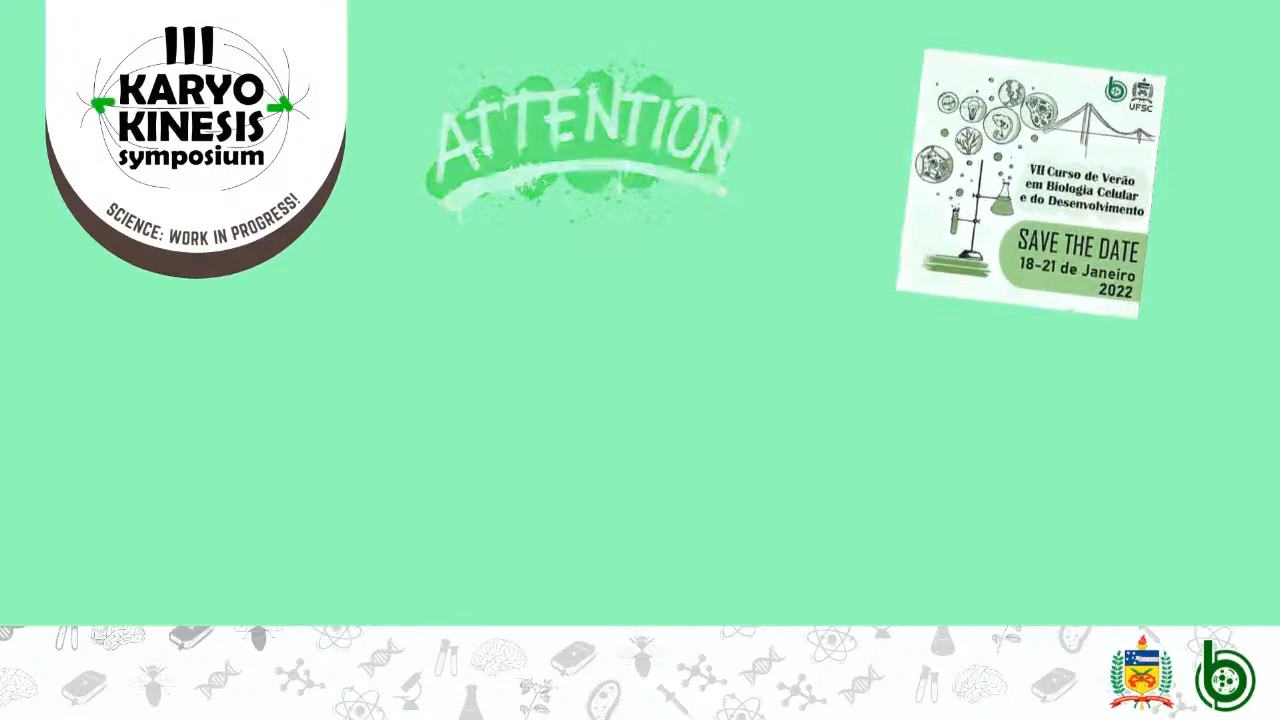 III
KARYO
KINESIS
symposium
SCIENCE: WORK IN PROGRESS!
ATTENTION
UFSC
VII Curso de Verão
em Biologia Celular
e do Desenvolvimento
SAVE THE DATE
18-21 de Janeiro
2022